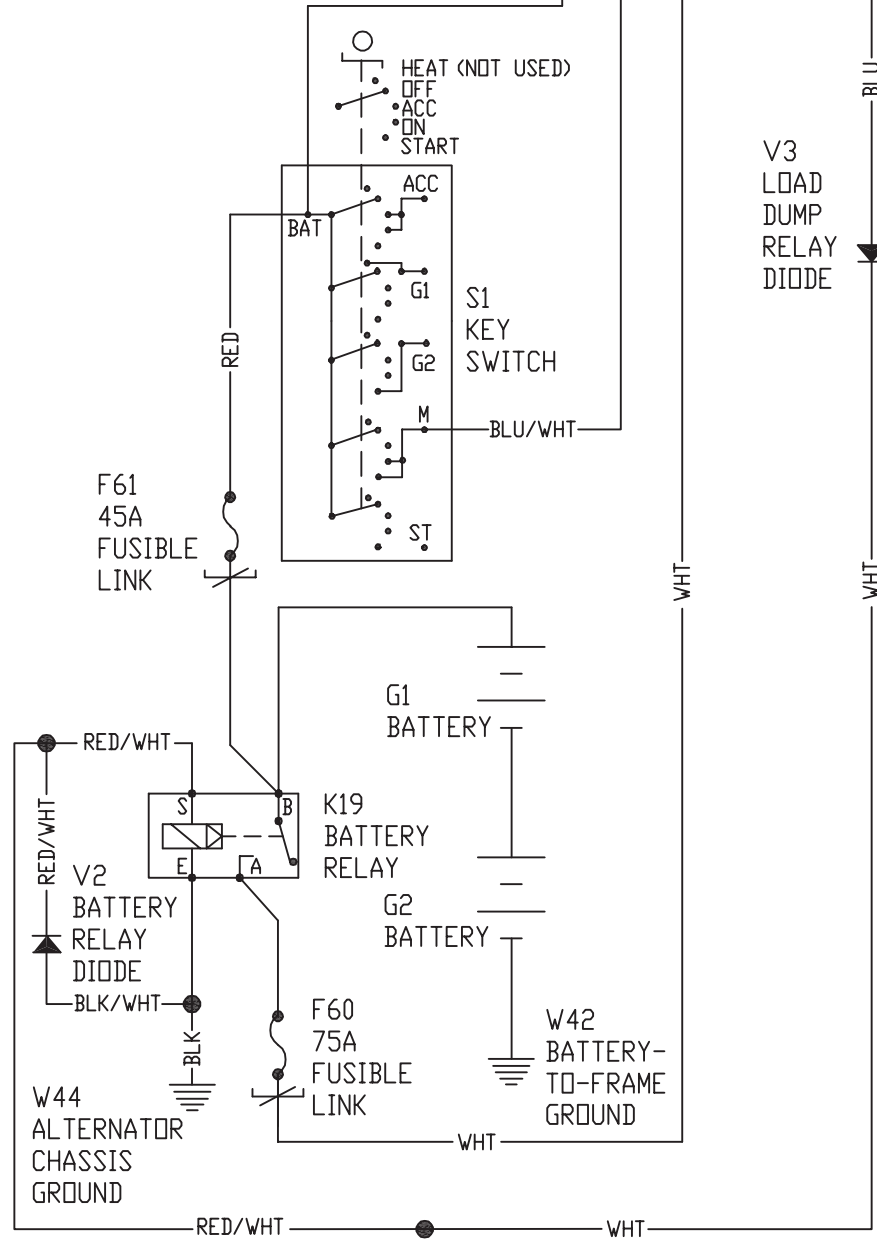 HEAT (NOT USED)
OFF
ACC
ON
START
BLU
V3
LOAD
DUMP
RELAY
DIODE
ACC
BAT
G1
S1
KEY
SWITCH
RED
G2
M
BLU/WHT
F61
45A
FUSIBLE
LINK
ST
WHT
WHT
G1
BATTERY
RED/WHT
S
B
K19
BATTERY
RELAY
RED/WHT
E
A
V2
BATTERY
RELAY
DIODE
G2
BATTERY
BLK/WHT
F60
75A
FUSIBLE
LINK
W42
BATTERY-
TO-FRAME
GROUND
BLK
W44
ALTERNATOR
CHASSIS
GROUND
WHT
RED/WHT
WHT